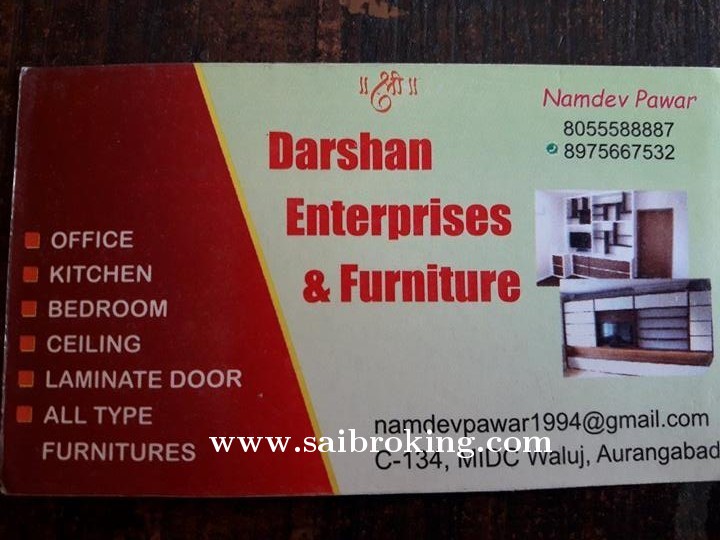 ॥ श्री ॥
Namdev Pawar
8055588887
8975667532
Darshan
Enterprises
& Furniture
OFFICE
KITCHEN
BEDROOM
CEILING
LAMINATE DOOR
ALL TYPE
FURNITURES
namdevpawar1994@gmail.com
www.saibroking.com
C-134, MIDC Waluj, Aurangabad